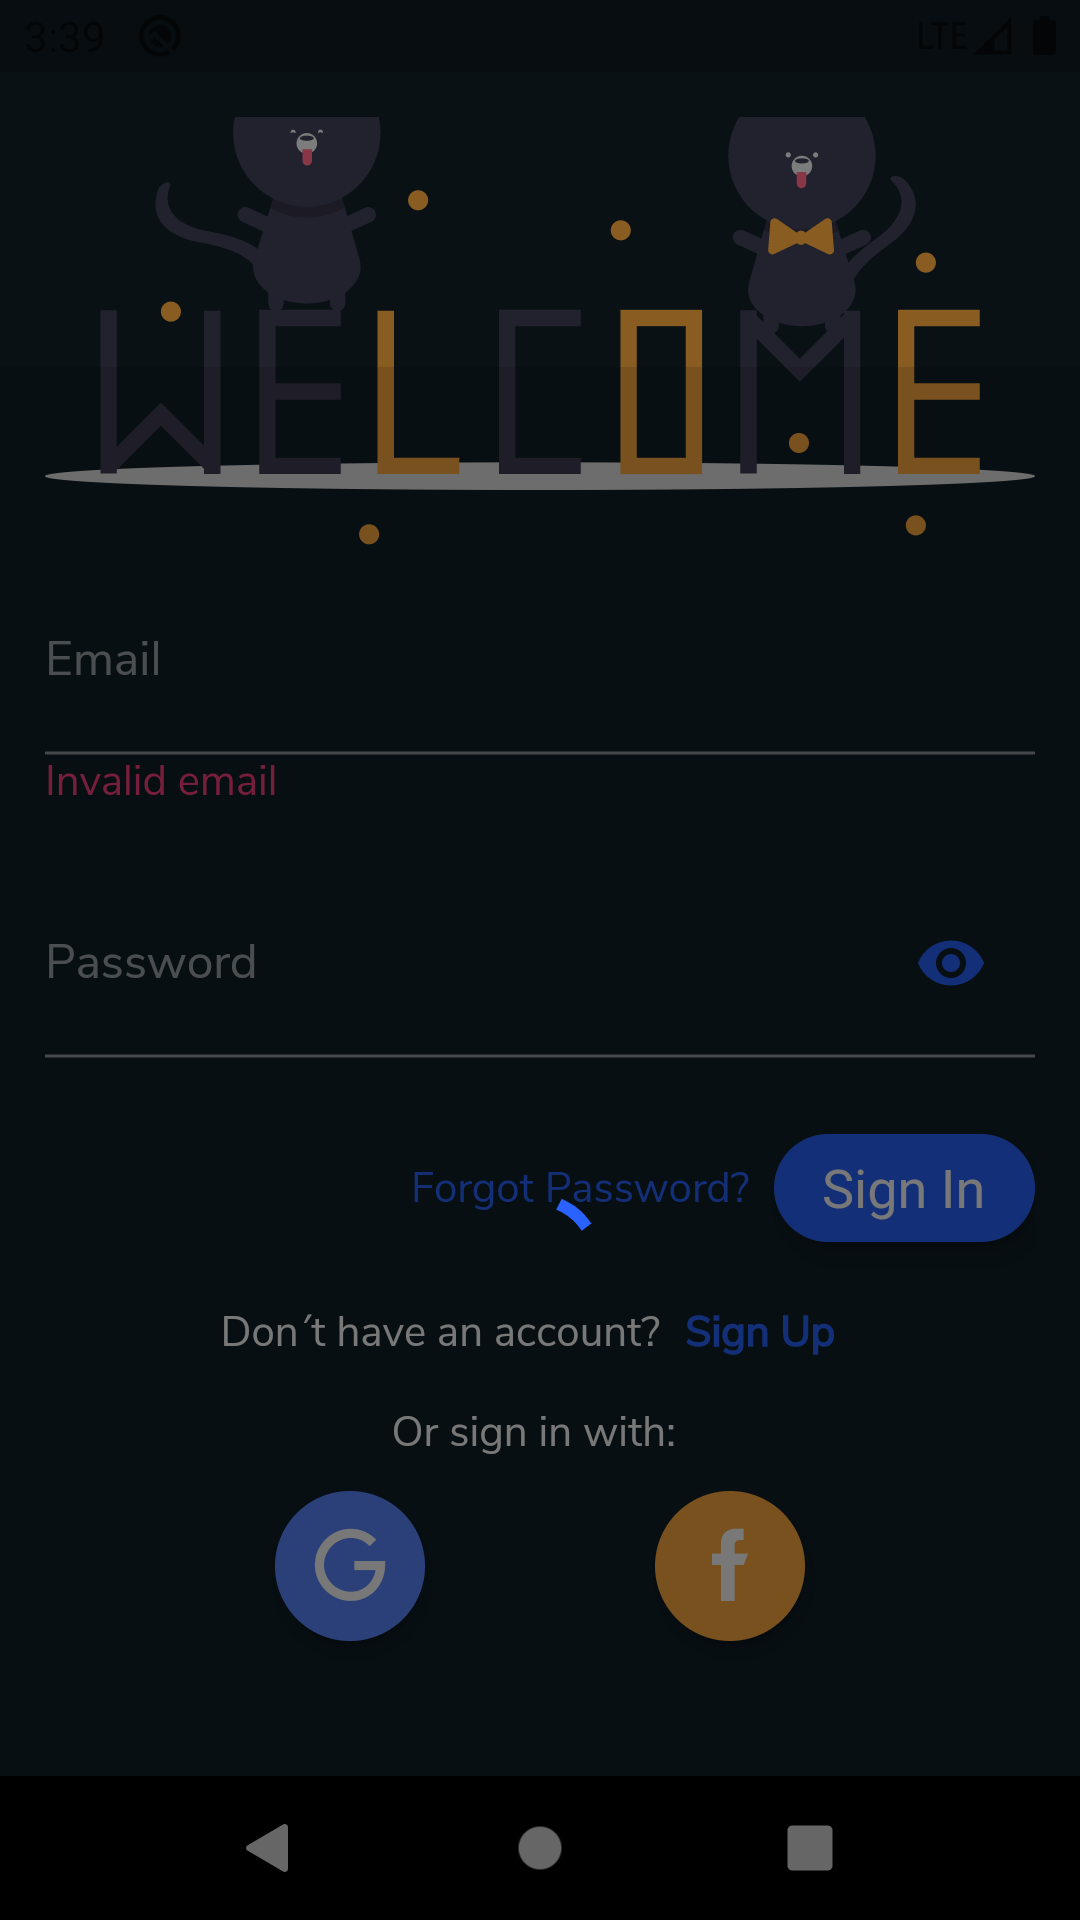 3:39 LTE
WELCOME
Email
Invalid email
Password
Forgot Password? Sign In
Don´t have an account? Sign Up
Or sign in with:
G f